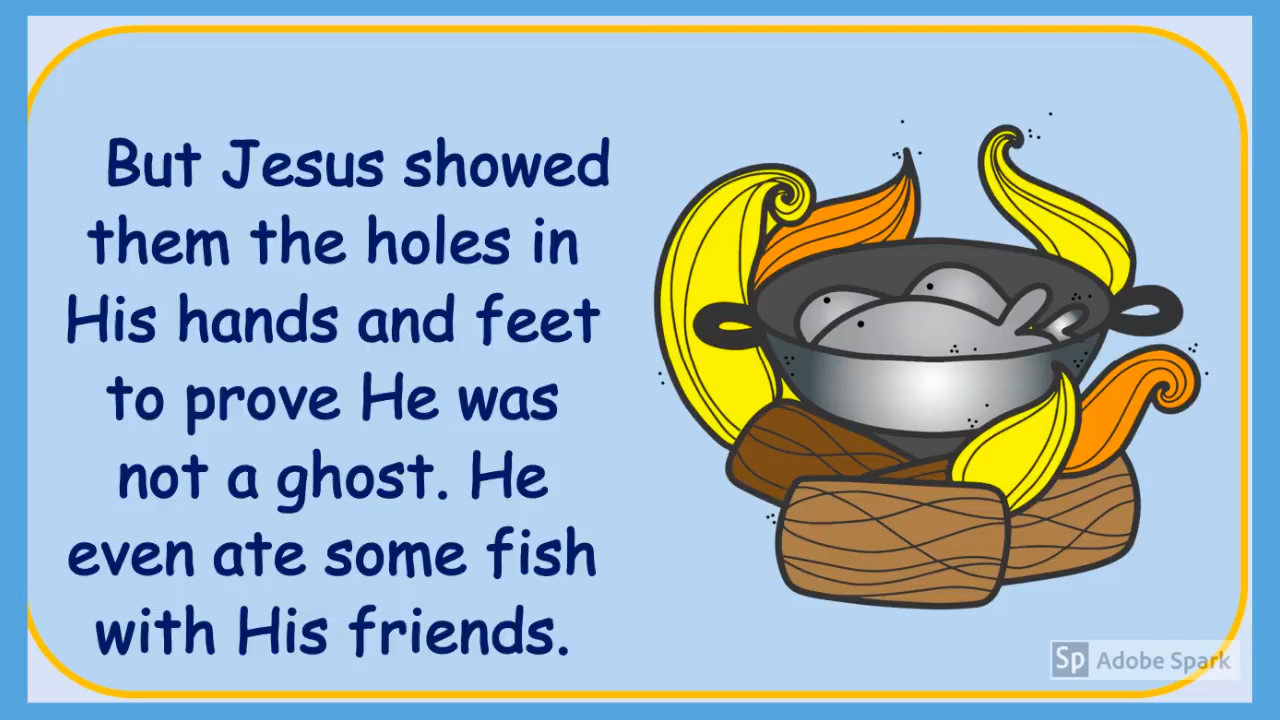 But Jesus showed
them the holes in
His hands and feet
to prove He was
not a ghost. He
even ate some fish
with His friends.
Sp Adobe Spark